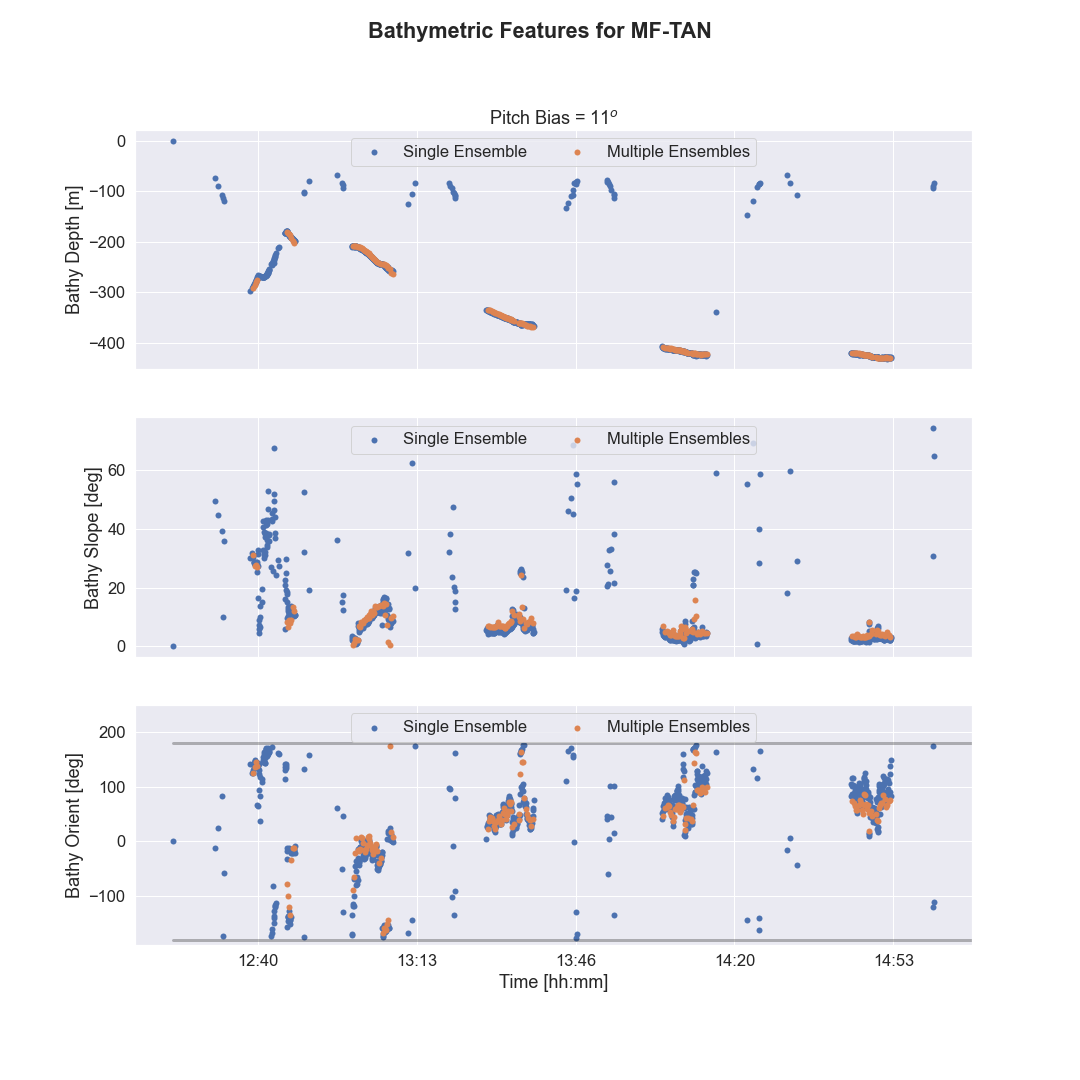 Bathymetric Features for MF-TAN
Pitch Bias = 11°
Single Ensemble Multiple Ensembles
0
−100
−200
−300
−400
Bathy Depth [m]
Single Ensemble Multiple Ensembles
60
40
20
0
Bathy Slope [deg]
Single Ensemble Multiple Ensembles
200
100
0
−100
Bathy Orient [deg]
12:40 13:13 13:46 14:20 14:53
Time [hh:mm]